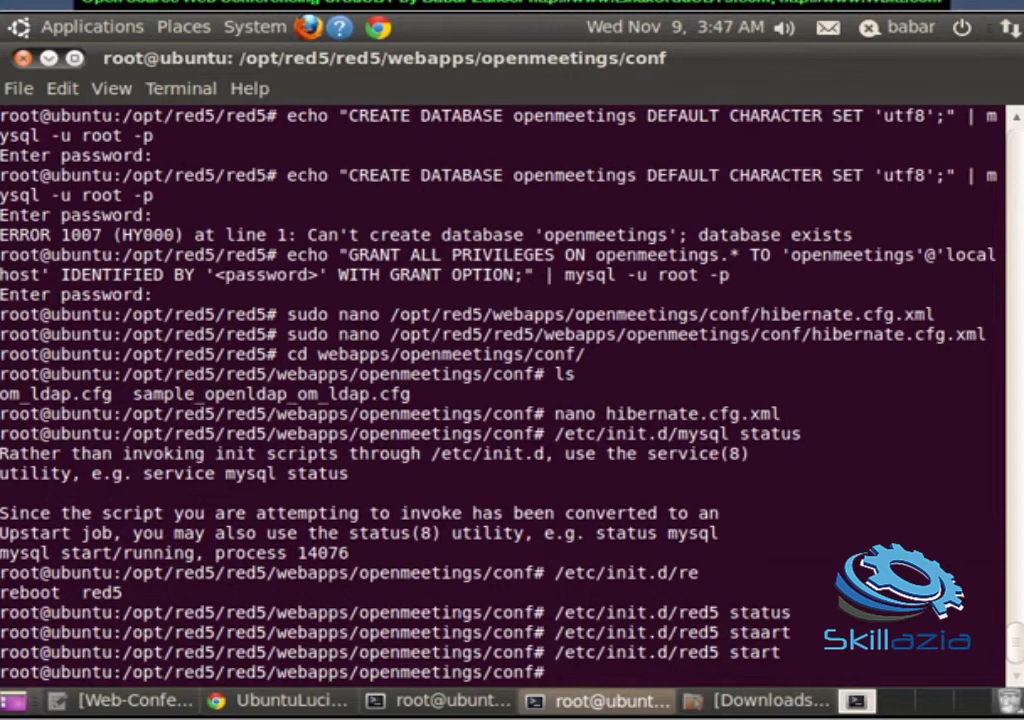 Applications Places System Wed Nov 9, 3:47 AM babar
root@ubuntu: /opt/red5/red5/webapps/openmeetings/conf
File Edit View Terminal Help
root@ubuntu:/opt/red5/red5# echo "CREATE DATABASE openmeetings DEFAULT CHARACTER SET 'utf8';" | m
ysql -u root -p
Enter password:
root@ubuntu:/opt/red5/red5# echo "CREATE DATABASE openmeetings DEFAULT CHARACTER SET 'utf8';" | m
ysql -u root -p
Enter password:
ERROR 1007 (HY000) at line 1: Can't create database 'openmeetings'; database exists
root@ubuntu:/opt/red5/red5# echo "GRANT ALL PRIVILEGES ON openmeetings.* TO 'openmeetings'@'local
host' IDENTIFIED BY '<password>' WITH GRANT OPTION;" | mysql -u root -p
Enter password:
root@ubuntu:/opt/red5/red5# sudo nano /opt/red5/webapps/openmeetings/conf/hibernate.cfg.xml
root@ubuntu:/opt/red5/red5# sudo nano /opt/red5/red5/webapps/openmeetings/conf/hibernate.cfg.xml
root@ubuntu:/opt/red5/red5# cd webapps/openmeetings/conf/
root@ubuntu:/opt/red5/red5/webapps/openmeetings/conf# ls
om_ldap.cfg sample_openldap_om_ldap.cfg
root@ubuntu:/opt/red5/red5/webapps/openmeetings/conf# nano hibernate.cfg.xml
root@ubuntu:/opt/red5/red5/webapps/openmeetings/conf# /etc/init.d/mysql status
Rather than invoking init scripts through /etc/init.d, use the service(8)
utility, e.g. service mysql status
Since the script you are attempting to invoke has been converted to an
Upstart job, you may also use the status(8) utility, e.g. status mysql
mysql start/running, process 14076
root@ubuntu:/opt/red5/red5/webapps/openmeetings/conf# /etc/init.d/re
reboot red5
root@ubuntu:/opt/red5/red5/webapps/openmeetings/conf# /etc/init.d/red5 status
root@ubuntu:/opt/red5/red5/webapps/openmeetings/conf# /etc/init.d/red5 staart
root@ubuntu:/opt/red5/red5/webapps/openmeetings/conf# /etc/init.d/red5 start
root@ubuntu:/opt/red5/red5/webapps/openmeetings/conf#
Skillazia
[Web-Confe... UbuntuLuci... root@ubunt... root@ubunt... [Downloads...